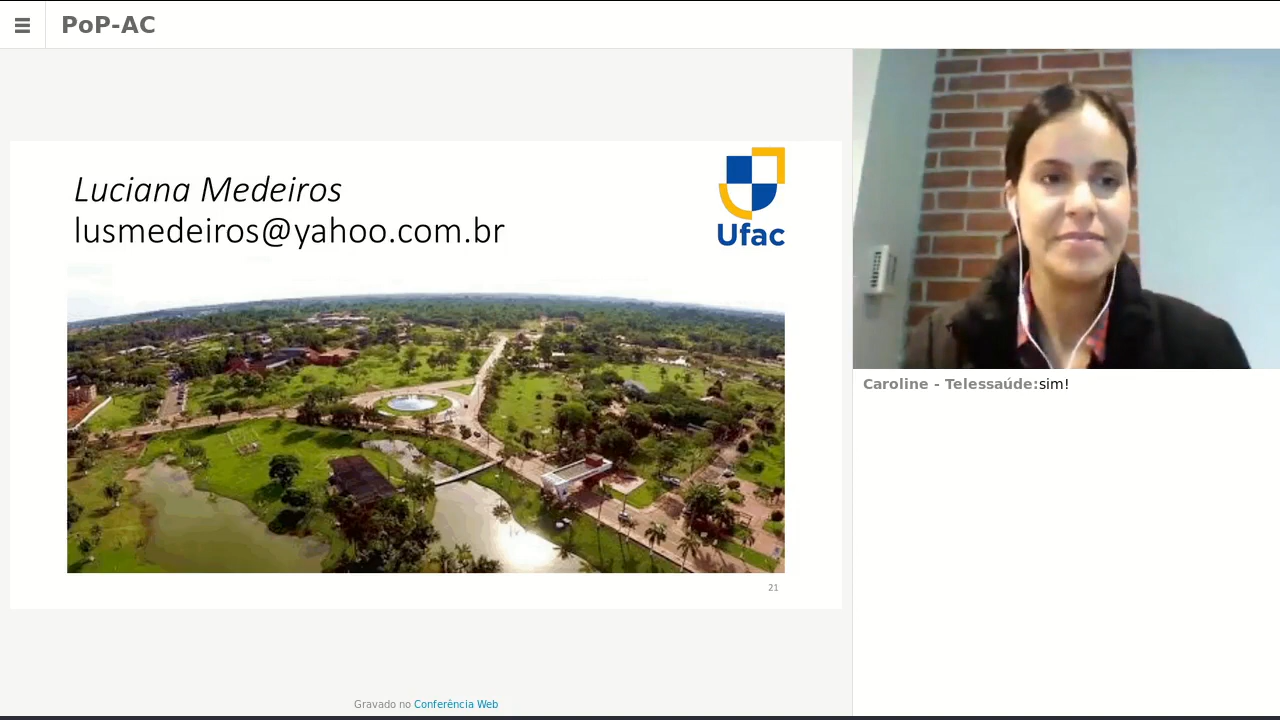 PoP-AC
Luciana Medeiros
lusmedeiros@yahoo.com.br
Ufac
21
Caroline - Telessaúde:sim!
Gravado no Conferência Web